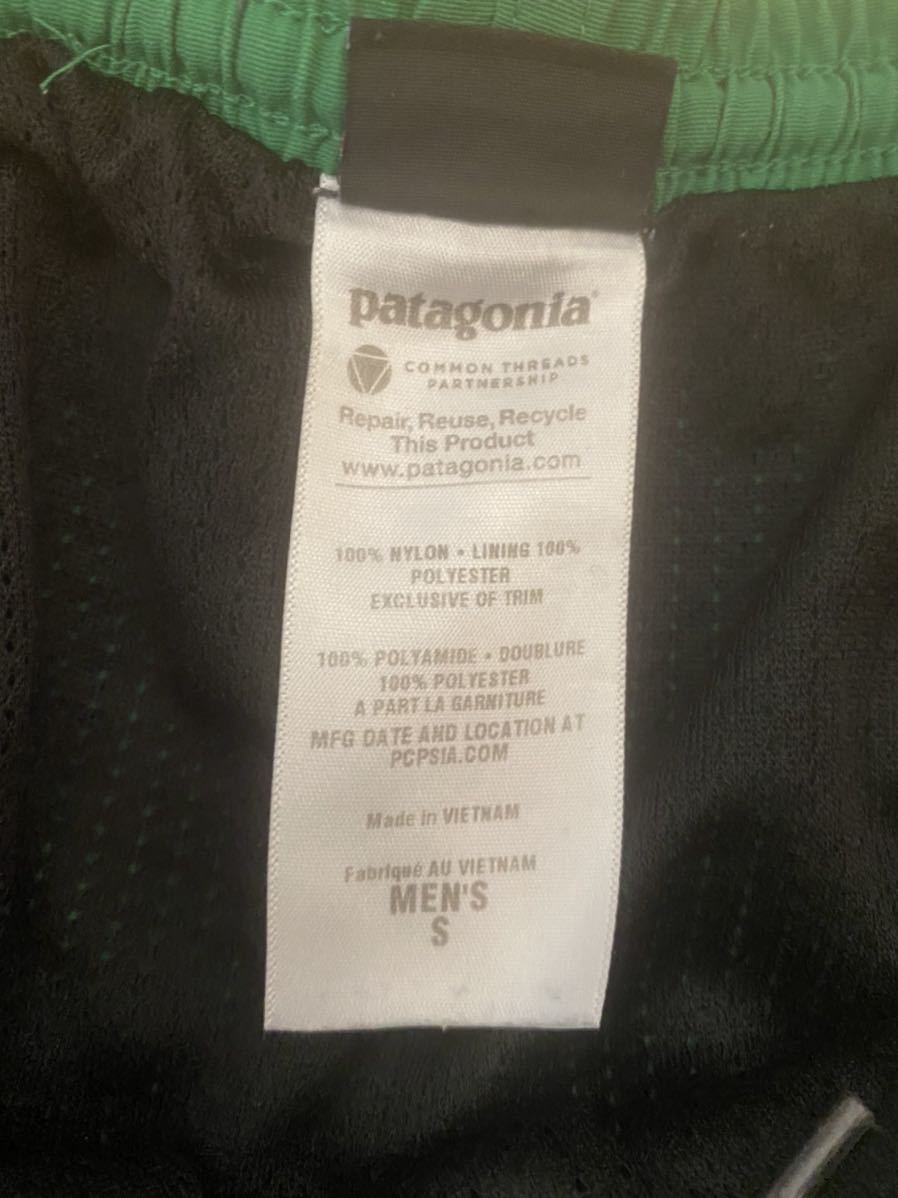 patagonia®
COMMON THREADS
PARTNERSHIP
Repair, Reuse, Recycle
This Product
www.patagonia.com
100% NYLON • LINING 100%
POLYESTER
EXCLUSIVE OF TRIM
100% POLYAMIDE • DOUBLURE
100% POLYESTER
A PART LA GARNITURE
MFG DATE AND LOCATION AT
PCPSIA.COM
Made in VIETNAM
Fabriqué AU VIETNAM
MEN'S
S